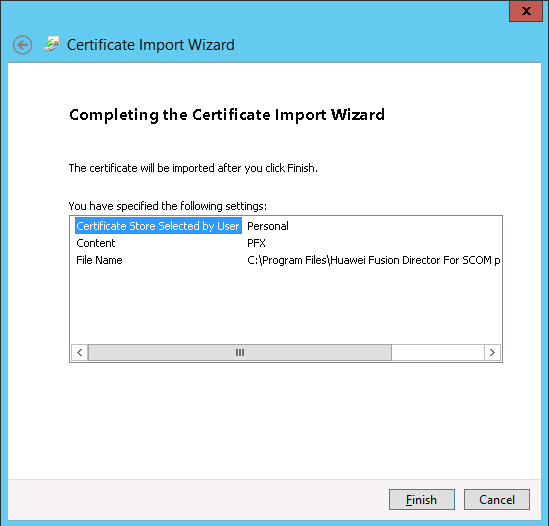 Certificate Import Wizard
Completing the Certificate Import Wizard
The certificate will be imported after you click Finish.
You have specified the following settings:
Certificate Store Selected by User Personal
Content PFX
File Name C:\Program Files\Huawei Fusion Director For SCOM p
Finish Cancel